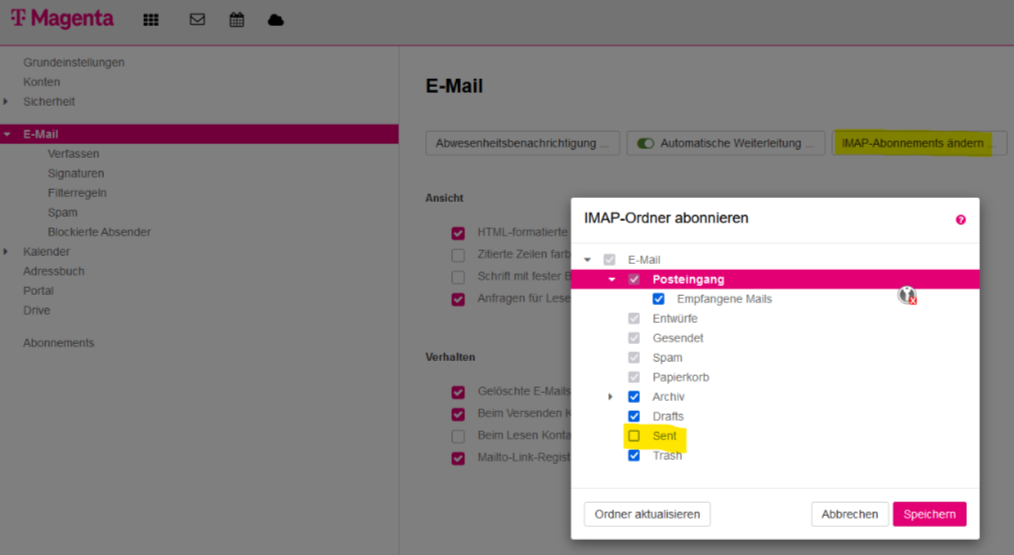 T Magenta
Grundeinstellungen
Konten
Sicherheit
E-Mail
Verfassen
Signaturen
Filterregeln
Spam
Blockierte Absender
Kalender
Adressbuch
Portal
Drive
Abonnements
E-Mail
Abwesenheitsbenachrichtigung ...
Automatische Weiterleitung ...
IMAP-Abonnements ändern ...
Ansicht
HTML-formatierte
Zitierte Zeilen farb
Schrift mit fester B
Anfragen für Lese
Verhalten
Gelöschte E-Mails
Beim Versenden K
Beim Lesen Konta
Mailto-Link-Regist
IMAP-Ordner abonnieren
?
E-Mail
Posteingang
Empfangene Mails
Entwürfe
Gesendet
Spam
Papierkorb
Archiv
Drafts
Sent
Trash
Ordner aktualisieren
Abbrechen
Speichern